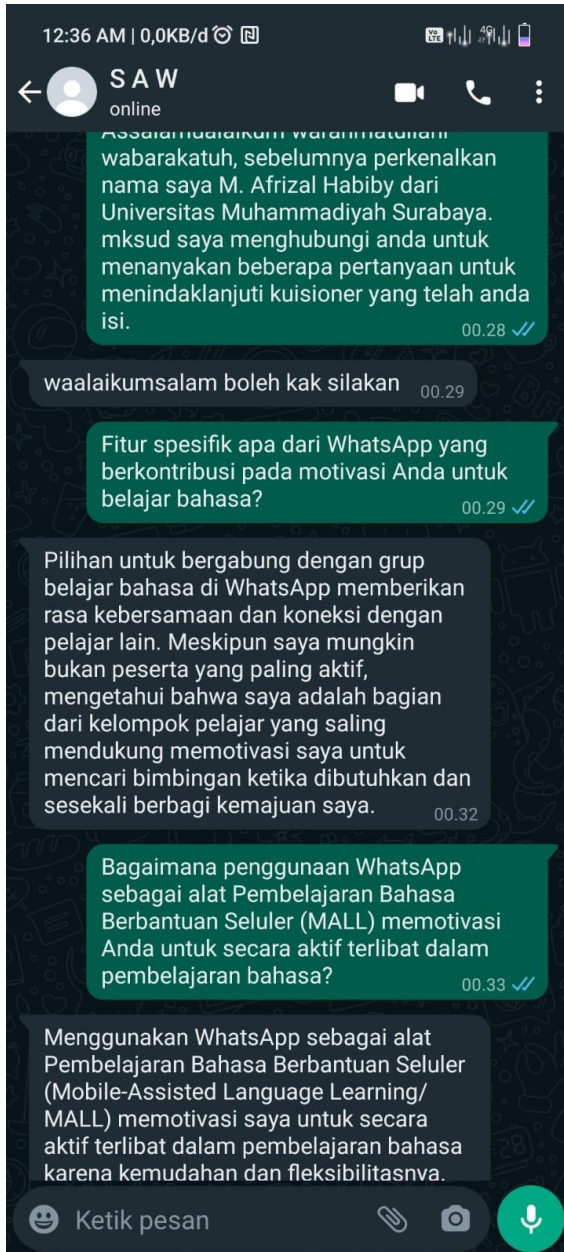 12:36 AM | 0,0KB/d
Vo LTE 4G
S A W
online
Assalamualaikum warahmatullahi
wabarakatuh, sebelumnya perkenalkan
nama saya M. Afrizal Habiby dari
Universitas Muhammadiyah Surabaya.
mksud saya menghubungi anda untuk
menanyakan beberapa pertanyaan untuk
menindaklanjuti kuisioner yang telah anda
isi.
00.28
waalaikumsalam boleh kak silakan 00.29
Fitur spesifik apa dari WhatsApp yang
berkontribusi pada motivasi Anda untuk
belajar bahasa?
00.29
Pilihan untuk bergabung dengan grup
belajar bahasa di WhatsApp memberikan
rasa kebersamaan dan koneksi dengan
pelajar lain. Meskipun saya mungkin
bukan peserta yang paling aktif,
mengetahui bahwa saya adalah bagian
dari kelompok pelajar yang saling
mendukung memotivasi saya untuk
mencari bimbingan ketika dibutuhkan dan
sesekali berbagi kemajuan saya.
00.32
Bagaimana penggunaan WhatsApp
sebagai alat Pembelajaran Bahasa
Berbantuan Seluler (MALL) memotivasi
Anda untuk secara aktif terlibat dalam
pembelajaran bahasa?
00.33
Menggunakan WhatsApp sebagai alat
Pembelajaran Bahasa Berbantuan Seluler
(Mobile-Assisted Language Learning/
MALL) memotivasi saya untuk secara
aktif terlibat dalam pembelajaran bahasa
karena kemudahan dan fleksibilitasnya.
Ketik pesan